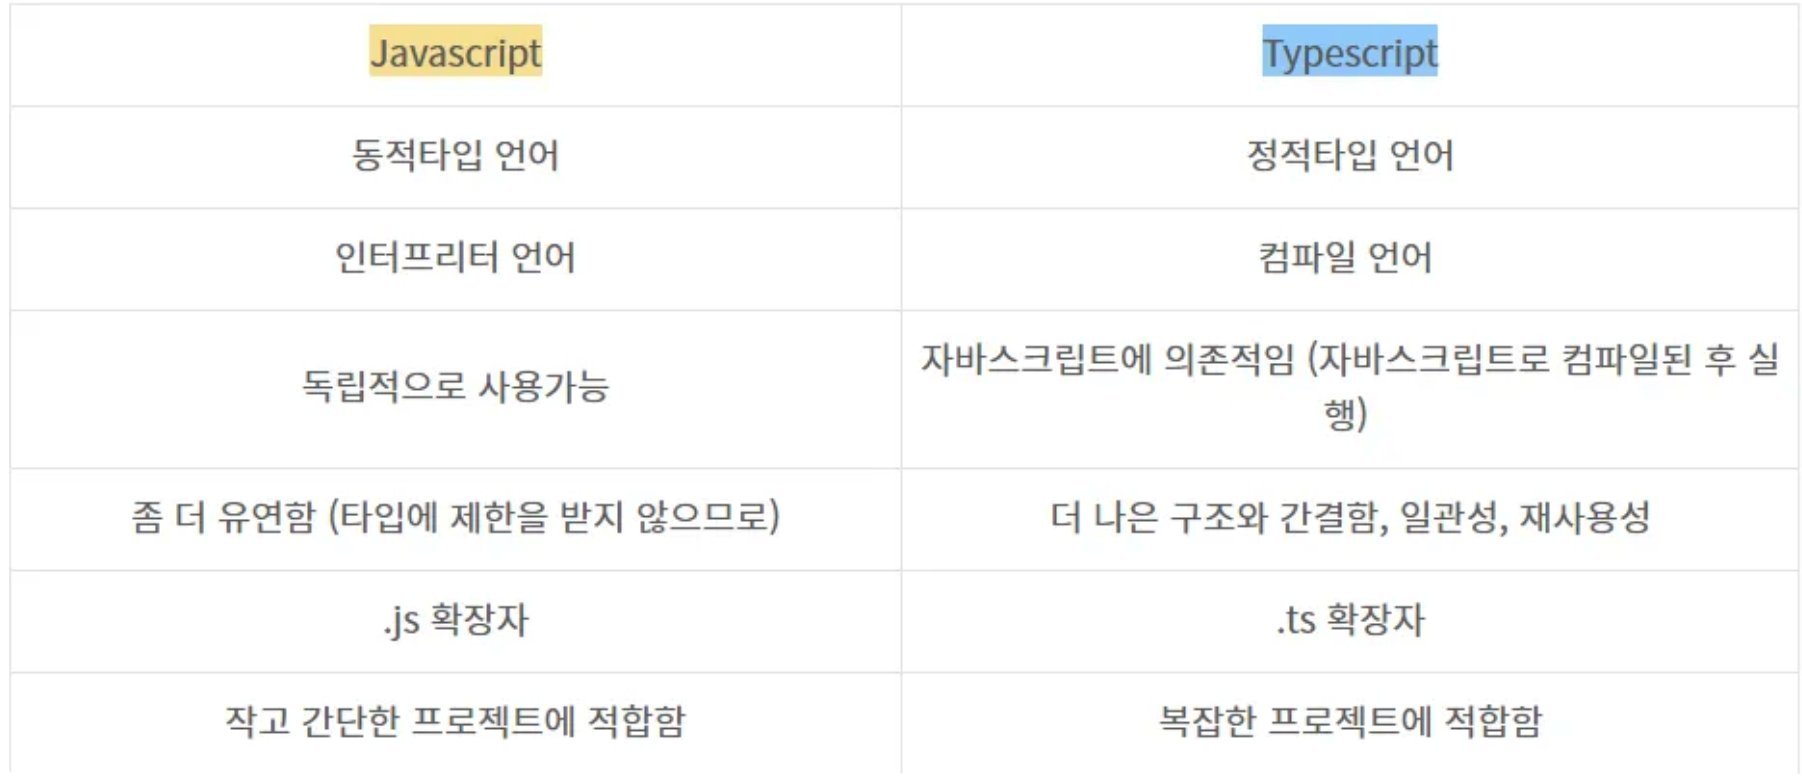 Javascript
Typescript
동적타입 언어
정적타입 언어
인터프리터 언어
컴파일 언어
독립적으로 사용가능
자바스크립트에 의존적임 (자바스크립트로 컴파일된 후 실
행)
좀 더 유연함 (타입에 제한을 받지 않으므로)
더 나은 구조와 간결함, 일관성, 재사용성
.js 확장자
.ts 확장자
작고 간단한 프로젝트에 적합함
복잡한 프로젝트에 적합함